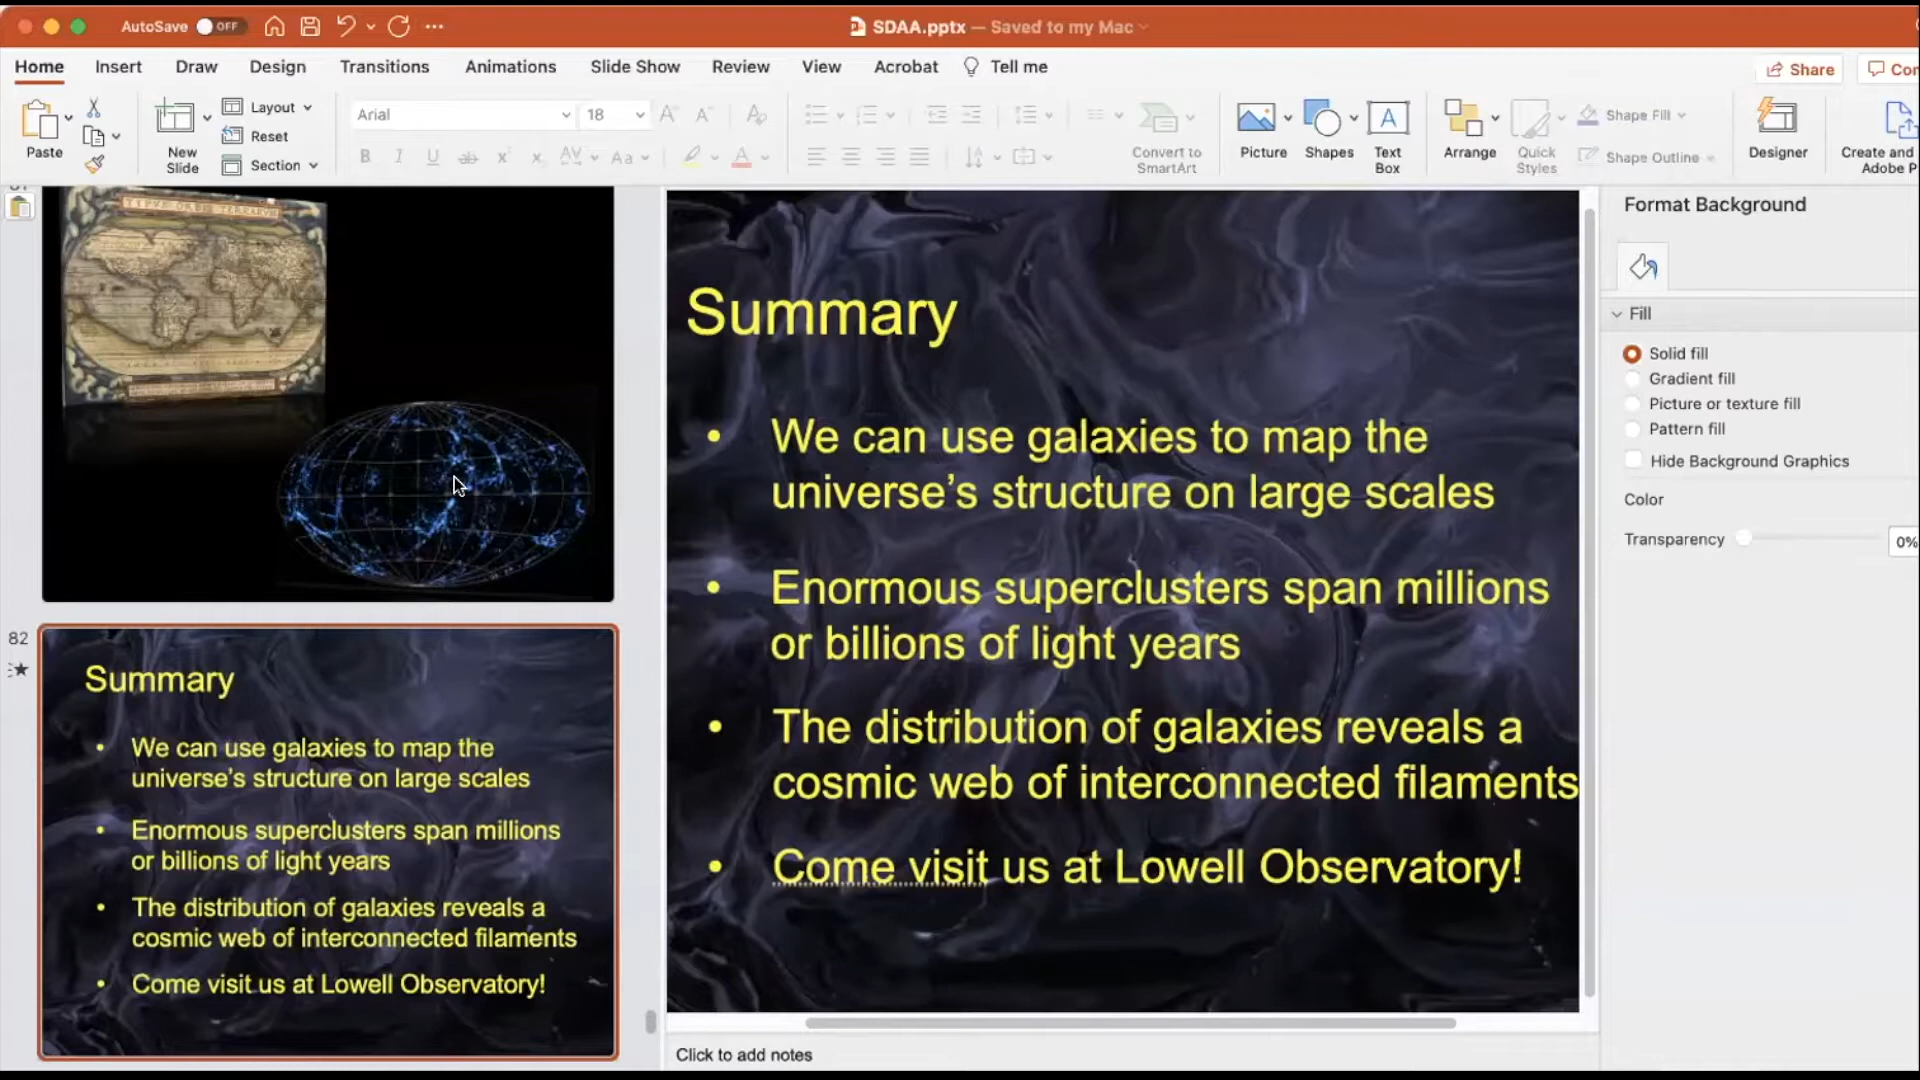 AutoSave OFF SDAA.pptx — Saved to my Mac
Home Insert Draw Design Transitions Animations Slide Show Review View Acrobat Tell me Share
Paste New Slide Layout Reset Section
Arial 18
Convert to SmartArt
Picture Shapes Text Box Arrange Quick Styles Shape Fill Shape Outline Designer Create and
Adobe P
82
Summary
• We can use galaxies to map the
universe’s structure on large scales
• Enormous superclusters span millions
or billions of light years
• The distribution of galaxies reveals a
cosmic web of interconnected filaments
• Come visit us at Lowell Observatory!
Summary
• We can use galaxies to map the
universe’s structure on large scales
• Enormous superclusters span millions
or billions of light years
• The distribution of galaxies reveals a
cosmic web of interconnected filaments
• Come visit us at Lowell Observatory!
Click to add notes
Format Background
Fill
Solid fill
Gradient fill
Picture or texture fill
Pattern fill
Hide Background Graphics
Color
Transparency 0%